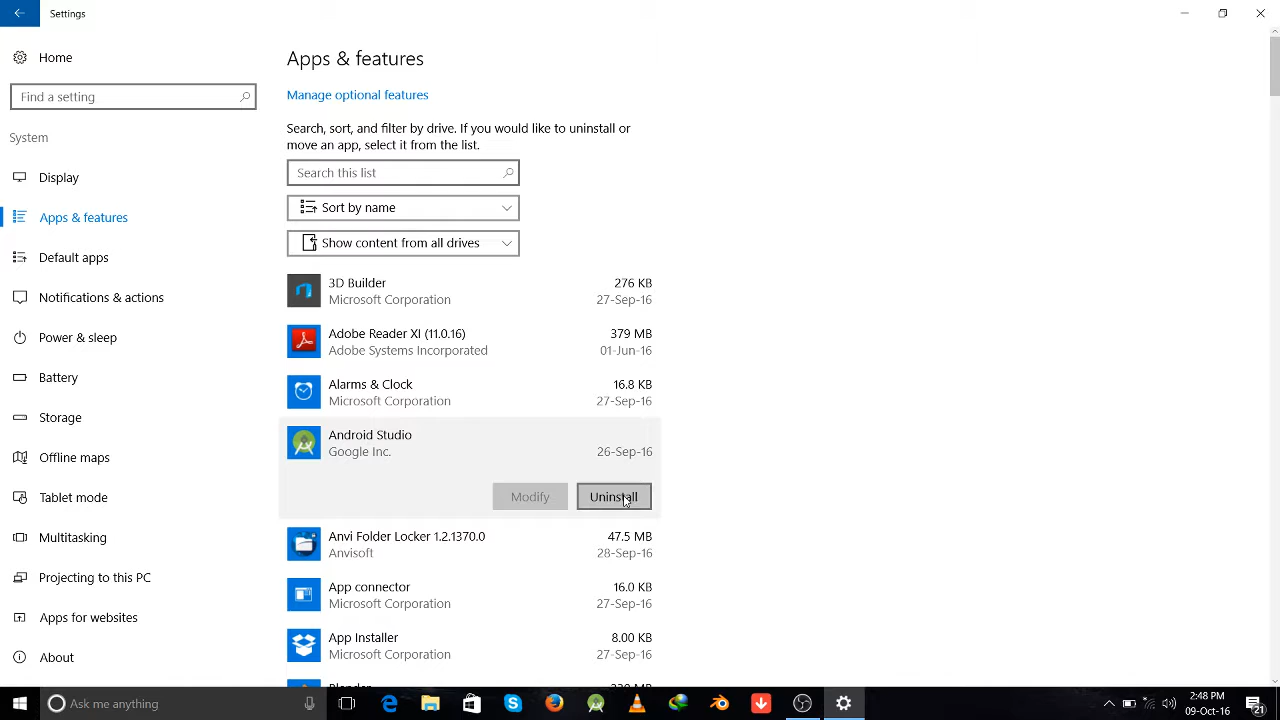 Settings
Home
Find a setting
System
Display
Apps & features
Default apps
Notifications & actions
Power & sleep
Battery
Storage
Offline maps
Tablet mode
Multitasking
Projecting to this PC
Apps for websites
About
Apps & features
Manage optional features
Search, sort, and filter by drive. If you would like to uninstall or
move an app, select it from the list.
Search this list
Sort by name
Show content from all drives
3D Builder 276 KB
Microsoft Corporation 27-Sep-16
Adobe Reader XI (11.0.16) 379 MB
Adobe Systems Incorporated 01-Jun-16
Alarms & Clock 16.8 KB
Microsoft Corporation 27-Sep-16
Android Studio
Google Inc. 26-Sep-16
Modify Uninstall
Anvi Folder Locker 1.2.1370.0 47.5 MB
Anvisoft 28-Sep-16
App connector 16.0 KB
Microsoft Corporation 27-Sep-16
App Installer 8.00 KB
Microsoft Corporation 27-Sep-16
Ask me anything
2:48 PM
09-Oct-16
21